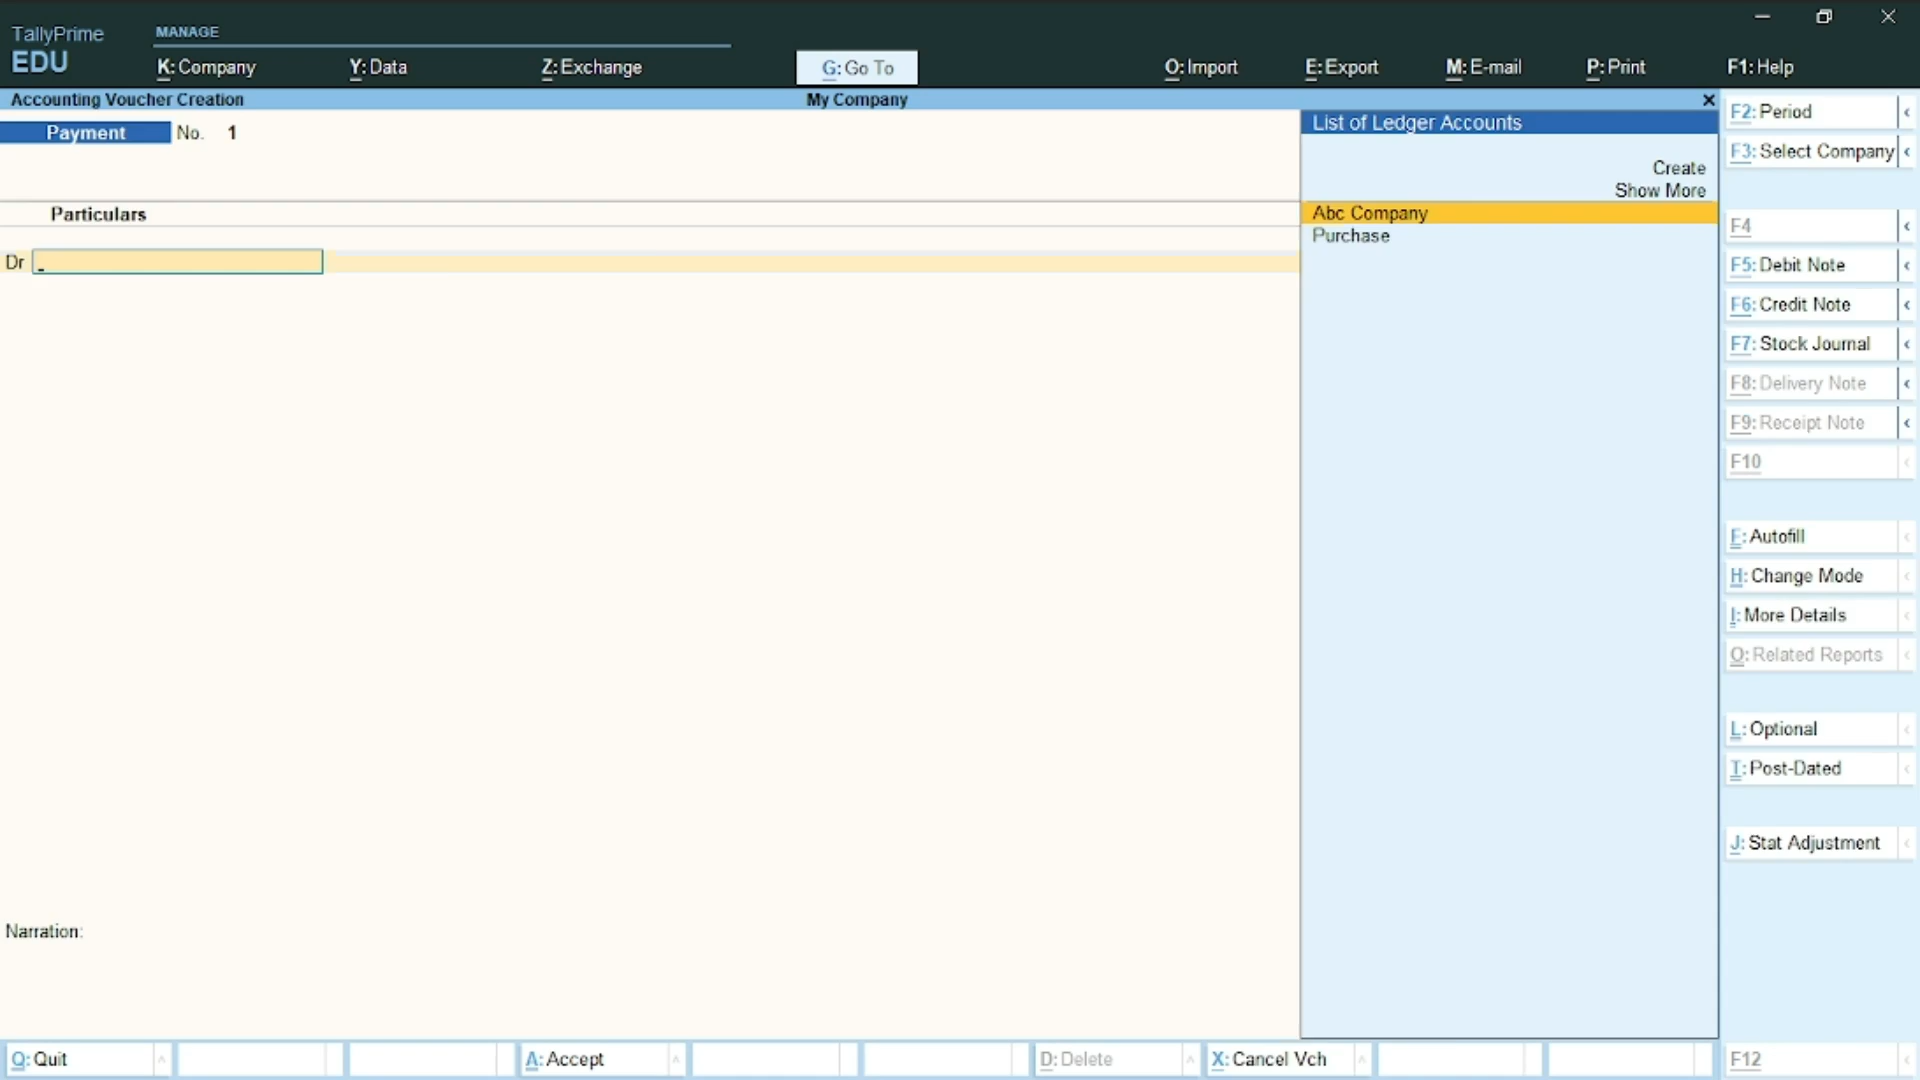 TallyPrime
EDU
MANAGE
K: Company
Y: Data
Z: Exchange
G: Go To
O: Import
E: Export
M: E-mail
P: Print
F1: Help
Accounting Voucher Creation
My Company
Payment No. 1
Particulars
Dr
Narration:
List of Ledger Accounts
Create
Show More
Abc Company
Purchase
F2: Period
F3: Select Company
F4
F5: Debit Note
F6: Credit Note
F7: Stock Journal
F8: Delivery Note
F9: Receipt Note
F10
F: Autofill
H: Change Mode
I: More Details
O: Related Reports
L: Optional
T: Post-Dated
J: Stat Adjustment
Q: Quit
A: Accept
D: Delete
X: Cancel Vch
F12